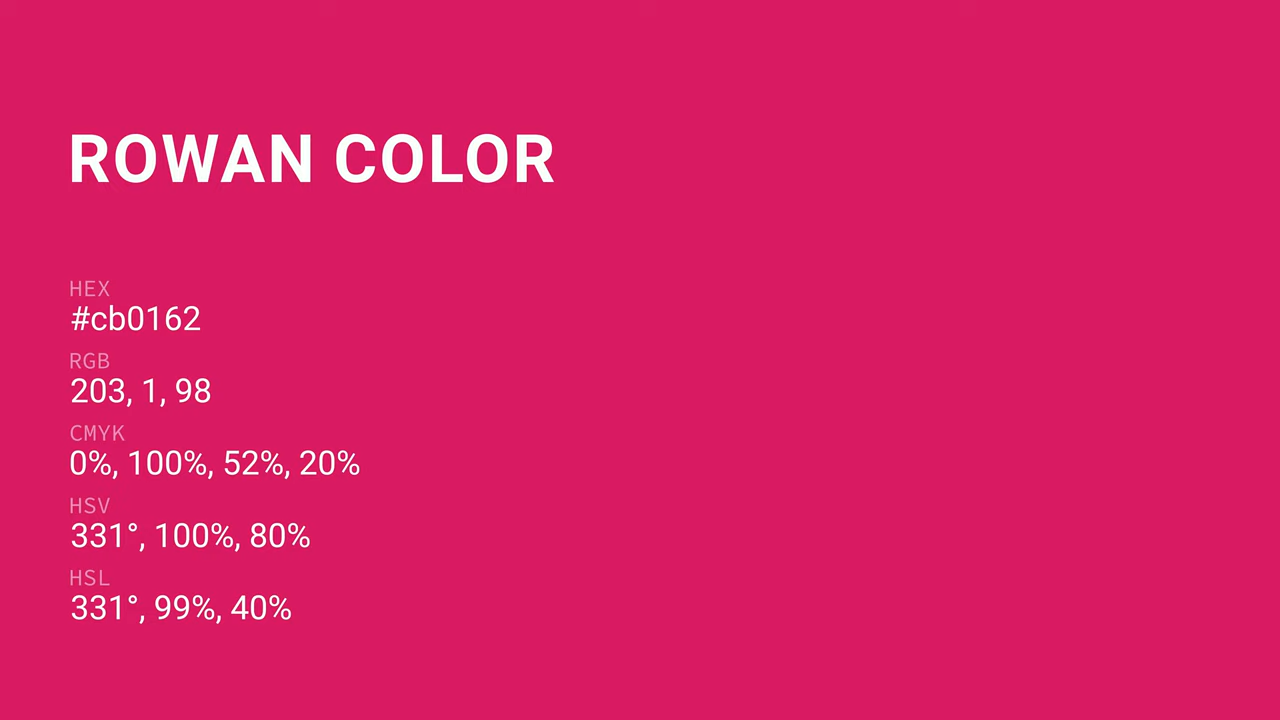 ROWAN COLOR
HEX
#cb0162
RGB
203, 1, 98
CMYK
0%, 100%, 52%, 20%
HSV
331°, 100%, 80%
HSL
331°, 99%, 40%